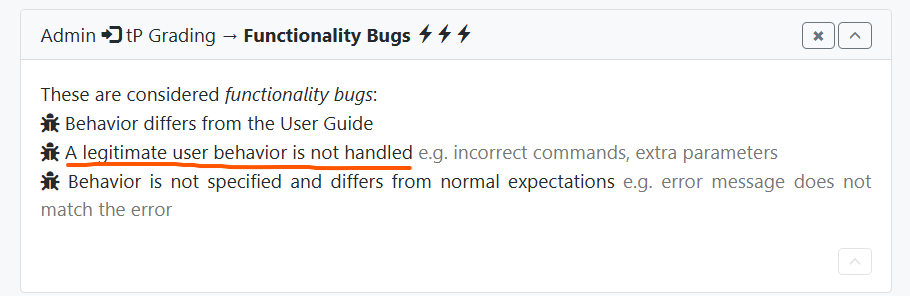 Admin tP Grading → Functionality Bugs
These are considered functionality bugs:
Behavior differs from the User Guide
A legitimate user behavior is not handled e.g. incorrect commands, extra parameters
Behavior is not specified and differs from normal expectations e.g. error message does not
match the error